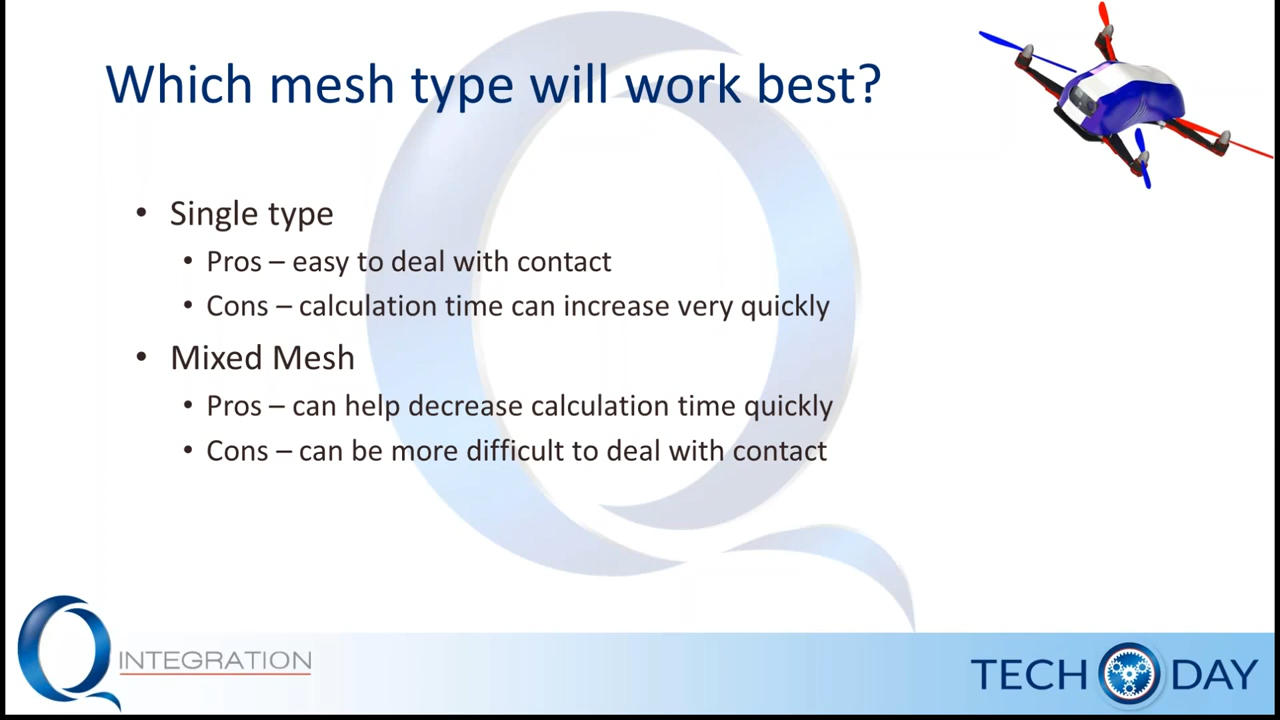 Which mesh type will work best?
• Single type
• Pros – easy to deal with contact
• Cons – calculation time can increase very quickly
• Mixed Mesh
• Pros – can help decrease calculation time quickly
• Cons – can be more difficult to deal with contact
Q INTEGRATION
TECH DAY